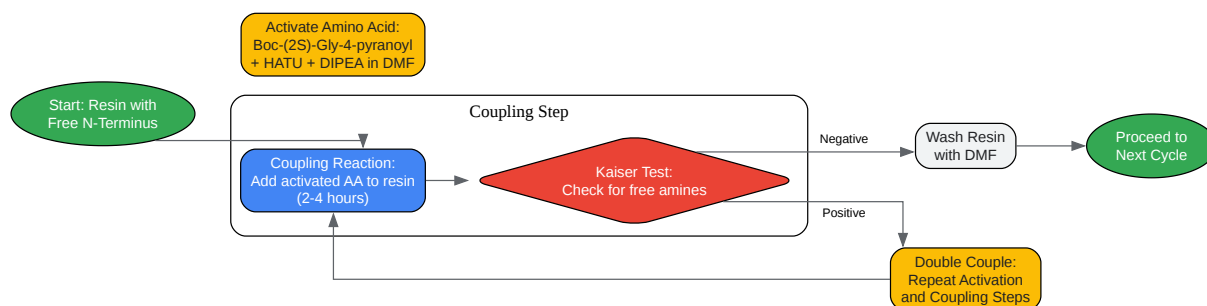 Activate Amino Acid:
Boc-(2S)-Gly-4-pyranoyl
+ HATU + DIPEA in DMF
Start: Resin with
Free N-Terminus
Coupling Step
Coupling Reaction:
Add activated AA to resin
(2-4 hours)
Kaiser Test:
Check for free amines
Negative
Wash Resin
with DMF
Proceed to
Next Cycle
Positive
Double Couple:
Repeat Activation
and Coupling Steps